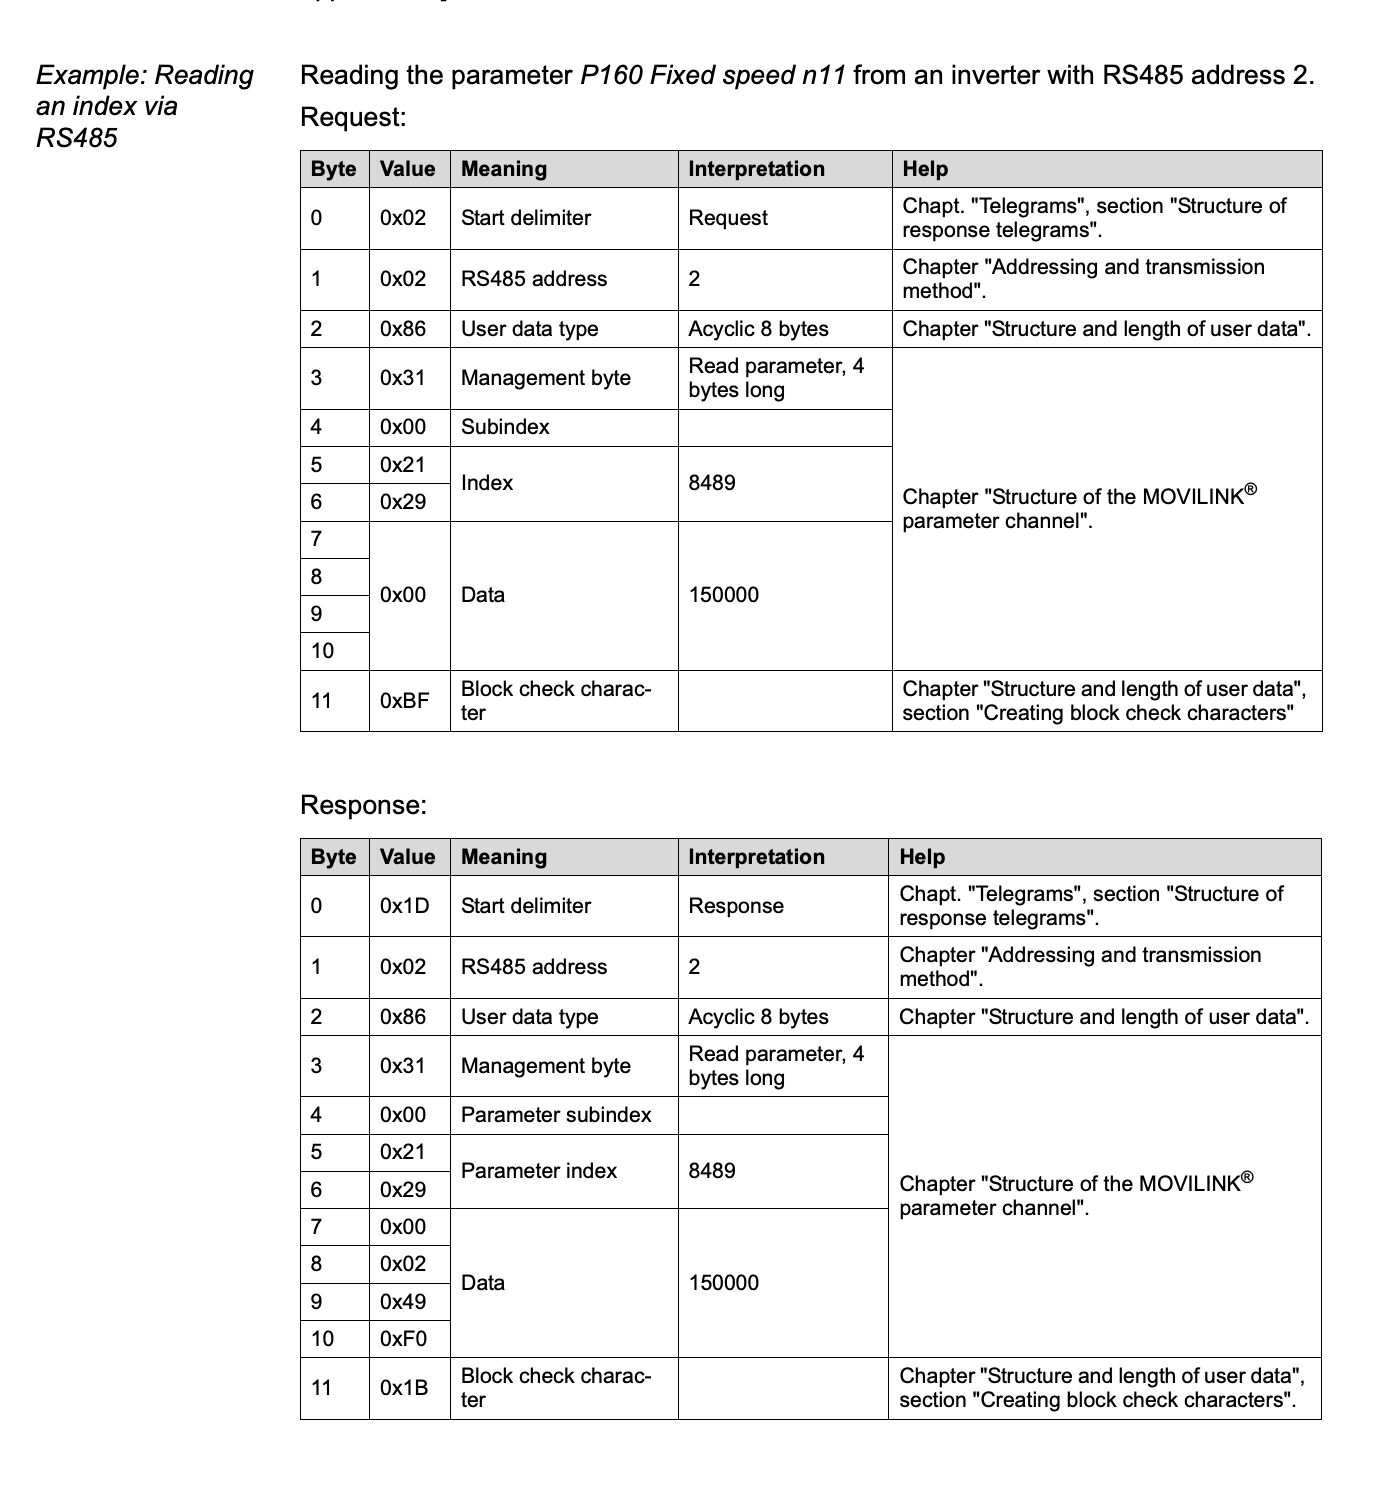 Example: Reading
an index via
RS485
Reading the parameter P160 Fixed speed n11 from an inverter with RS485 address 2.
Request:
Byte Value Meaning Interpretation Help
0 0x02 Start delimiter Request Chapt. "Telegrams", section "Structure of
response telegrams".
1 0x02 RS485 address 2 Chapter "Addressing and transmission
method".
2 0x86 User data type Acyclic 8 bytes Chapter "Structure and length of user data".
3 0x31 Management byte Read parameter, 4
bytes long
4 0x00 Subindex
5 0x21
Index 8489
6 0x29
Chapter "Structure of the MOVILINK®
parameter channel".
7
8
0x00 Data 150000
9
10
11 0xBF Block check charac-
ter
Chapter "Structure and length of user data",
section "Creating block check characters"
Response:
Byte Value Meaning Interpretation Help
0 0x1D Start delimiter Response Chapt. "Telegrams", section "Structure of
response telegrams".
1 0x02 RS485 address 2 Chapter "Addressing and transmission
method".
2 0x86 User data type Acyclic 8 bytes Chapter "Structure and length of user data".
3 0x31 Management byte Read parameter, 4
bytes long
4 0x00 Parameter subindex
5 0x21
Parameter index 8489
6 0x29
Chapter "Structure of the MOVILINK®
parameter channel".
7 0x00
8 0x02
Data 150000
9 0x49
10 0xF0
11 0x1B Block check charac-
ter
Chapter "Structure and length of user data",
section "Creating block check characters".